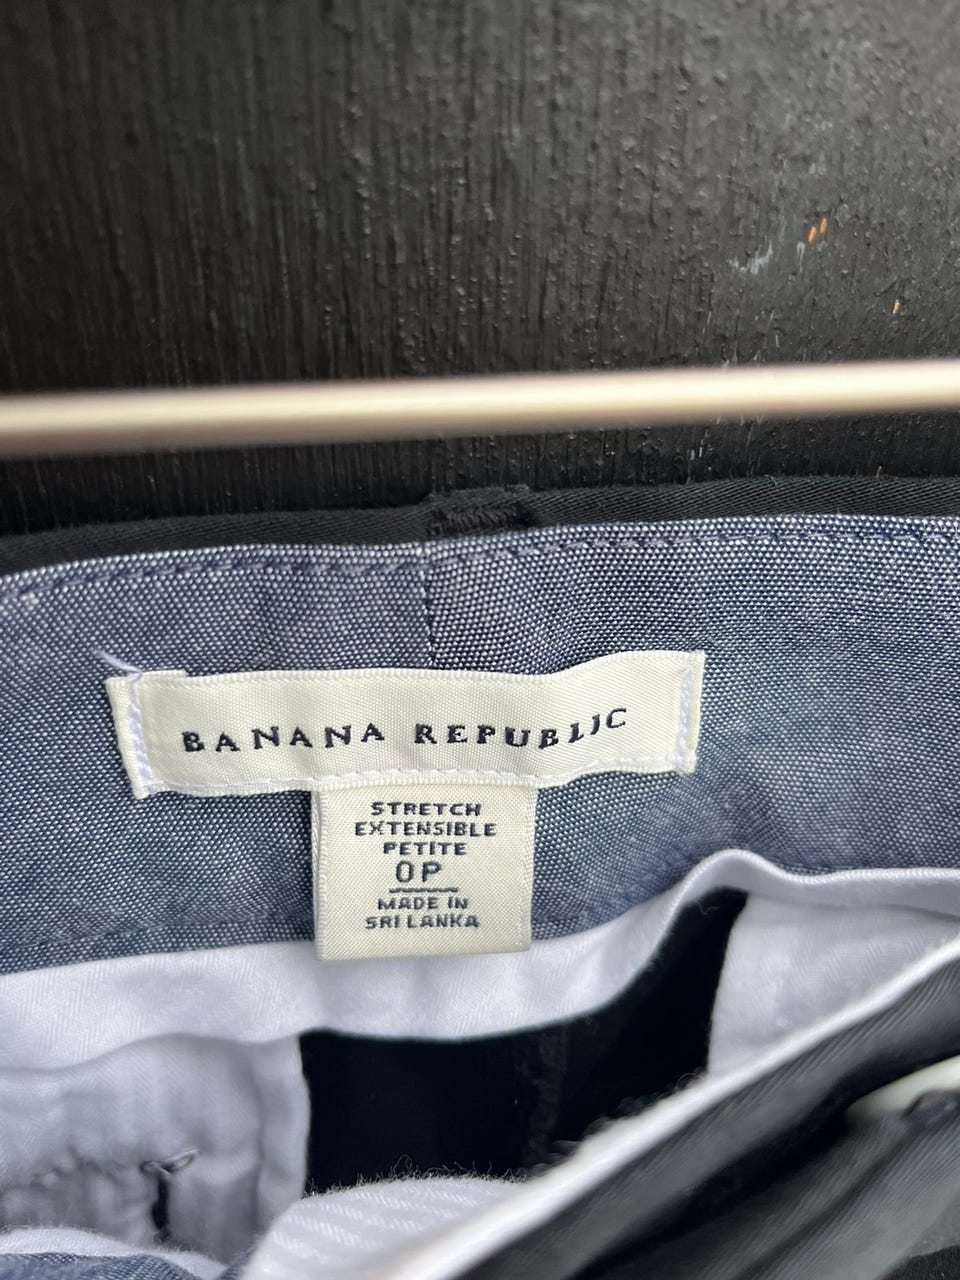 BANANA REPUBLIC
STRETCH
EXTENSIBLE
PETITE
0P
MADE IN
SRI LANKA